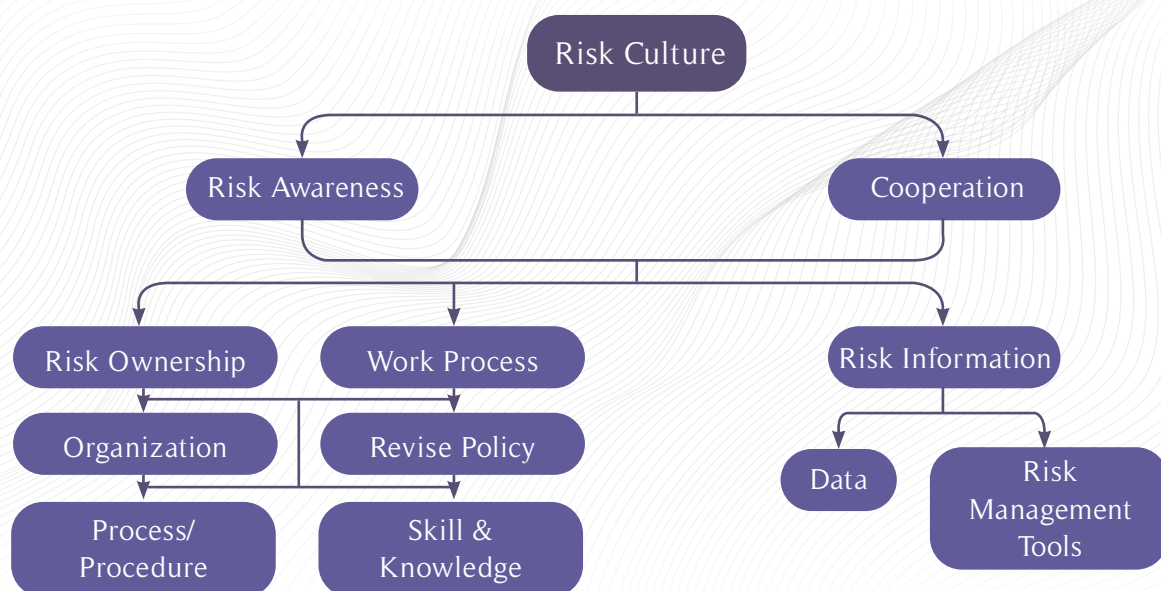 Risk Culture
Risk Awareness
Cooperation
Risk Ownership
Work Process
Risk Information
Organization
Revise Policy
Data
Risk
Management
Tools
Process/
Procedure
Skill &
Knowledge